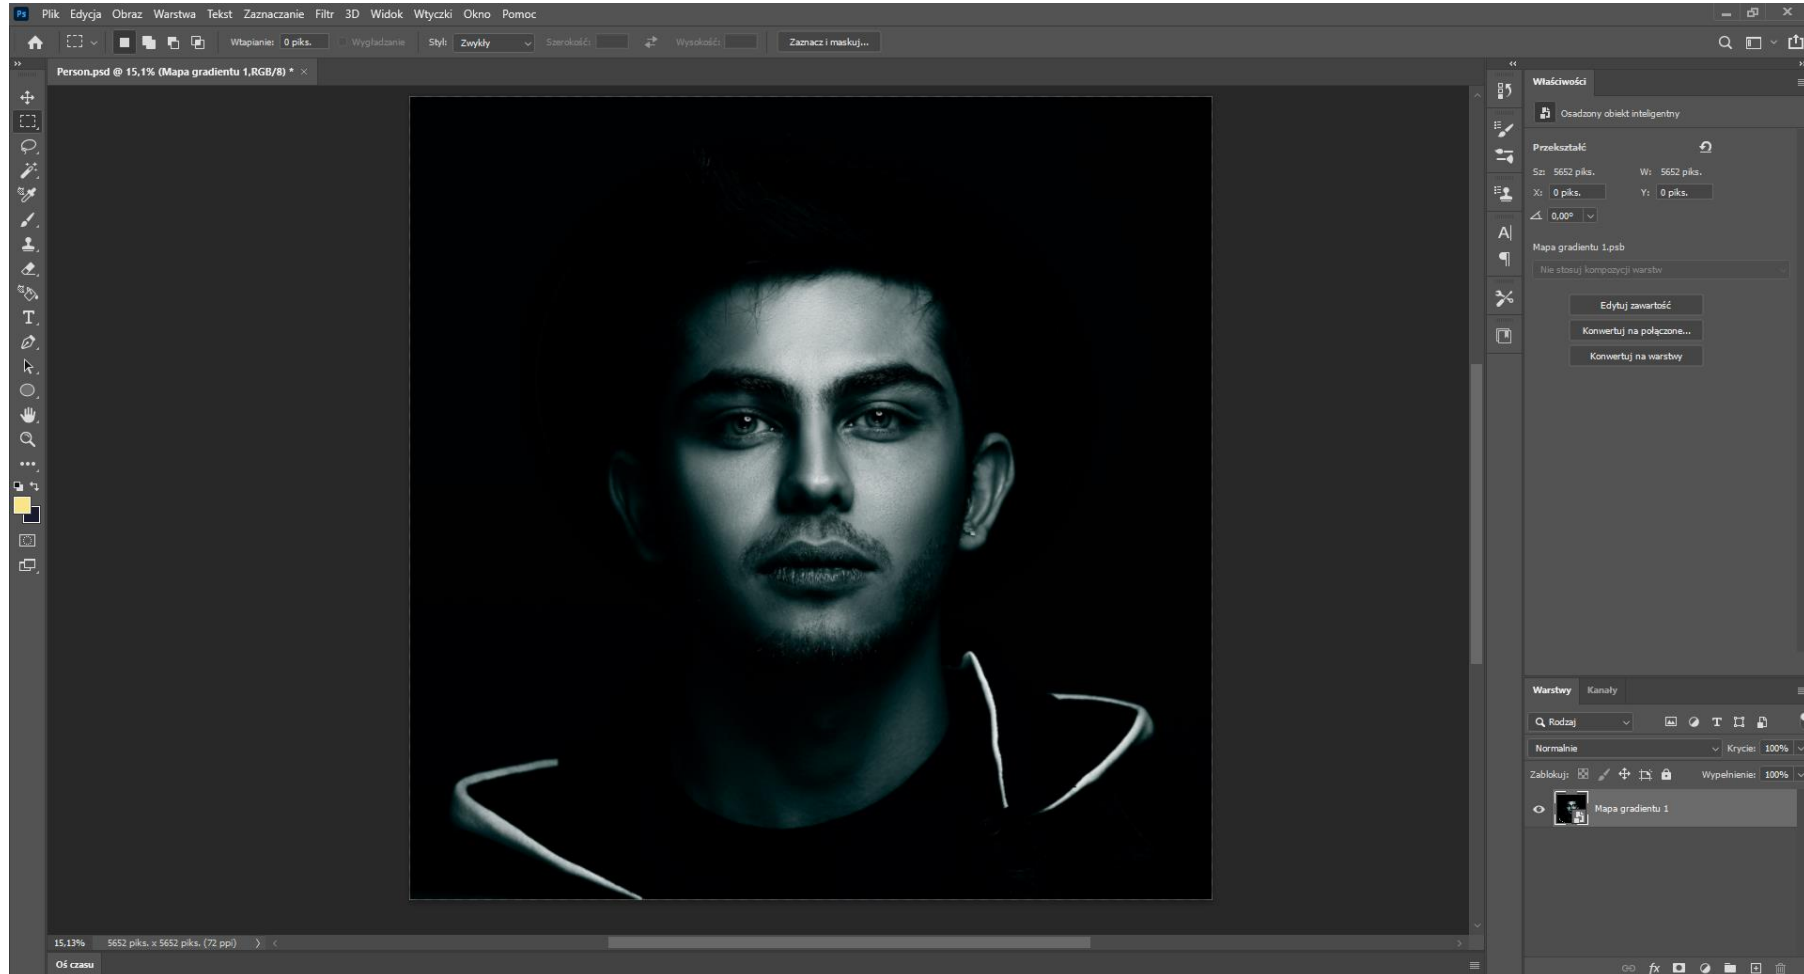 Ps Plik Edycja Obraz Warstwa Tekst Zaznaczanie Filtr 3D Widok Wtyczki Okno Pomoc
Wtapianie: 0 piks. Wygładzanie Styl: Zwykły Szerokość: Wysokość: Zaznacz i maskuj...
Person.psd @ 15,1% (Mapa gradientu 1,RGB/8) *
Właściwości
Osadzony obiekt inteligentny
Przekształć
Sz: 5652 piks. W: 5652 piks.
X: 0 piks. Y: 0 piks.
0,00°
Mapa gradientu 1.psb
Nie stosuj kompozycji warstw
Edytuj zawartość
Konwertuj na połączone...
Konwertuj na warstwy
Warstwy Kanały
Rodzaj
Normalnie Krycie: 100%
Zablokuj: Wypełnienie: 100%
Mapa gradientu 1
fx
15,13% 5652 piks. x 5652 piks. (72 ppi)
Oś czasu